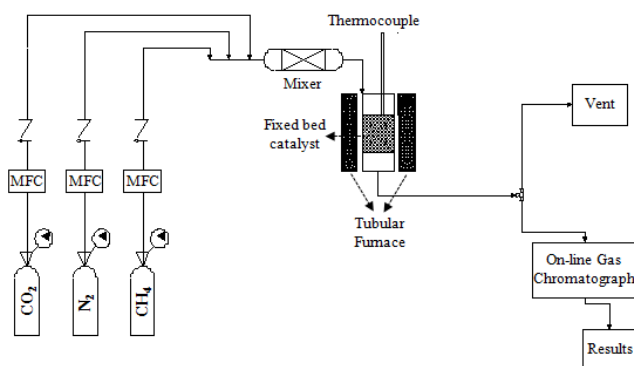 Thermocouple
Mixer
Vent
Fixed bed
catalyst
MFC
MFC
MFC
Tubular
Furnace
On-line Gas
Chromatograph
CO₂
N₂
CH₄
Results